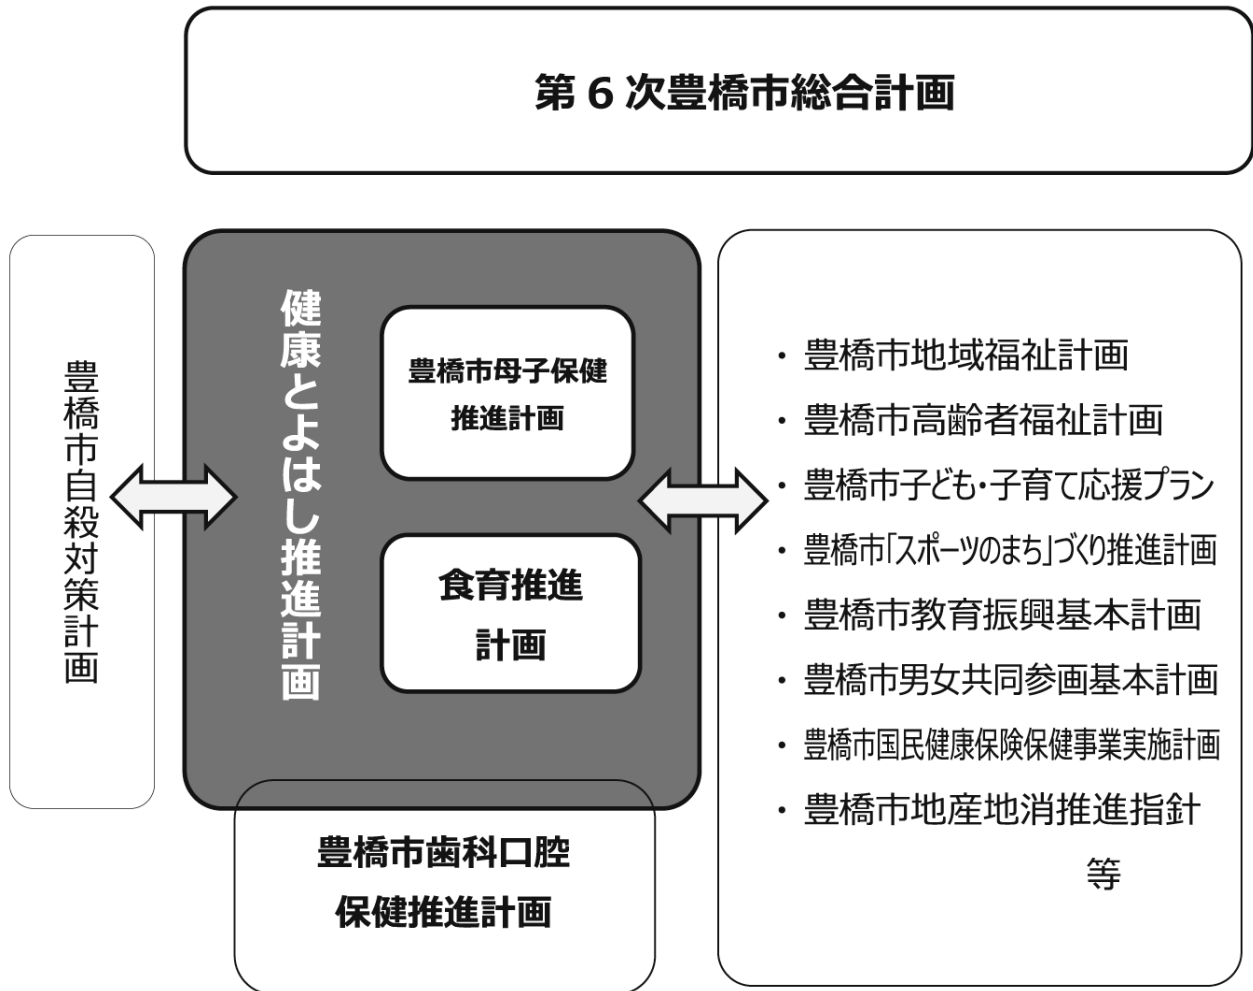 第6次豊橋市総合計画
豊橋市自殺対策計画
健康とよはし推進計画
豊橋市母子保健
推進計画
食育推進
計画
豊橋市歯科口腔
保健推進計画
・豊橋市地域福祉計画
・豊橋市高齢者福祉計画
・豊橋市子ども・子育て応援プラン
・豊橋市「スポーツのまち」づくり推進計画
・豊橋市教育振興基本計画
・豊橋市男女共同参画基本計画
・豊橋市国民健康保険保健事業実施計画
・豊橋市地産地消推進指針
等